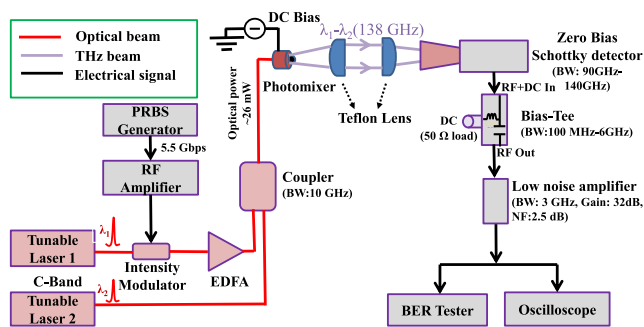 Optical beam
THz beam
Electrical signal
DC Bias
λ₁-λ₂(138 GHz)
Photomixer
Teflon Lens
Zero Bias
Schottky detector
(BW: 90GHz-
140GHz)
RF+DC In
Bias-Tee
(BW:100 MHz-6GHz)
DC
(50 Ω load)
RF Out
Low noise amplifier
(BW: 3 GHz, Gain: 32dB,
NF:2.5 dB)
BER Tester
Oscilloscope
PRBS
Generator
5.5 Gbps
RF
Amplifier
Optical power
~26 mW
Coupler
(BW:10 GHz)
λ₁
Tunable
Laser 1
Intensity
Modulator
EDFA
C-Band
λ₂
Tunable
Laser 2